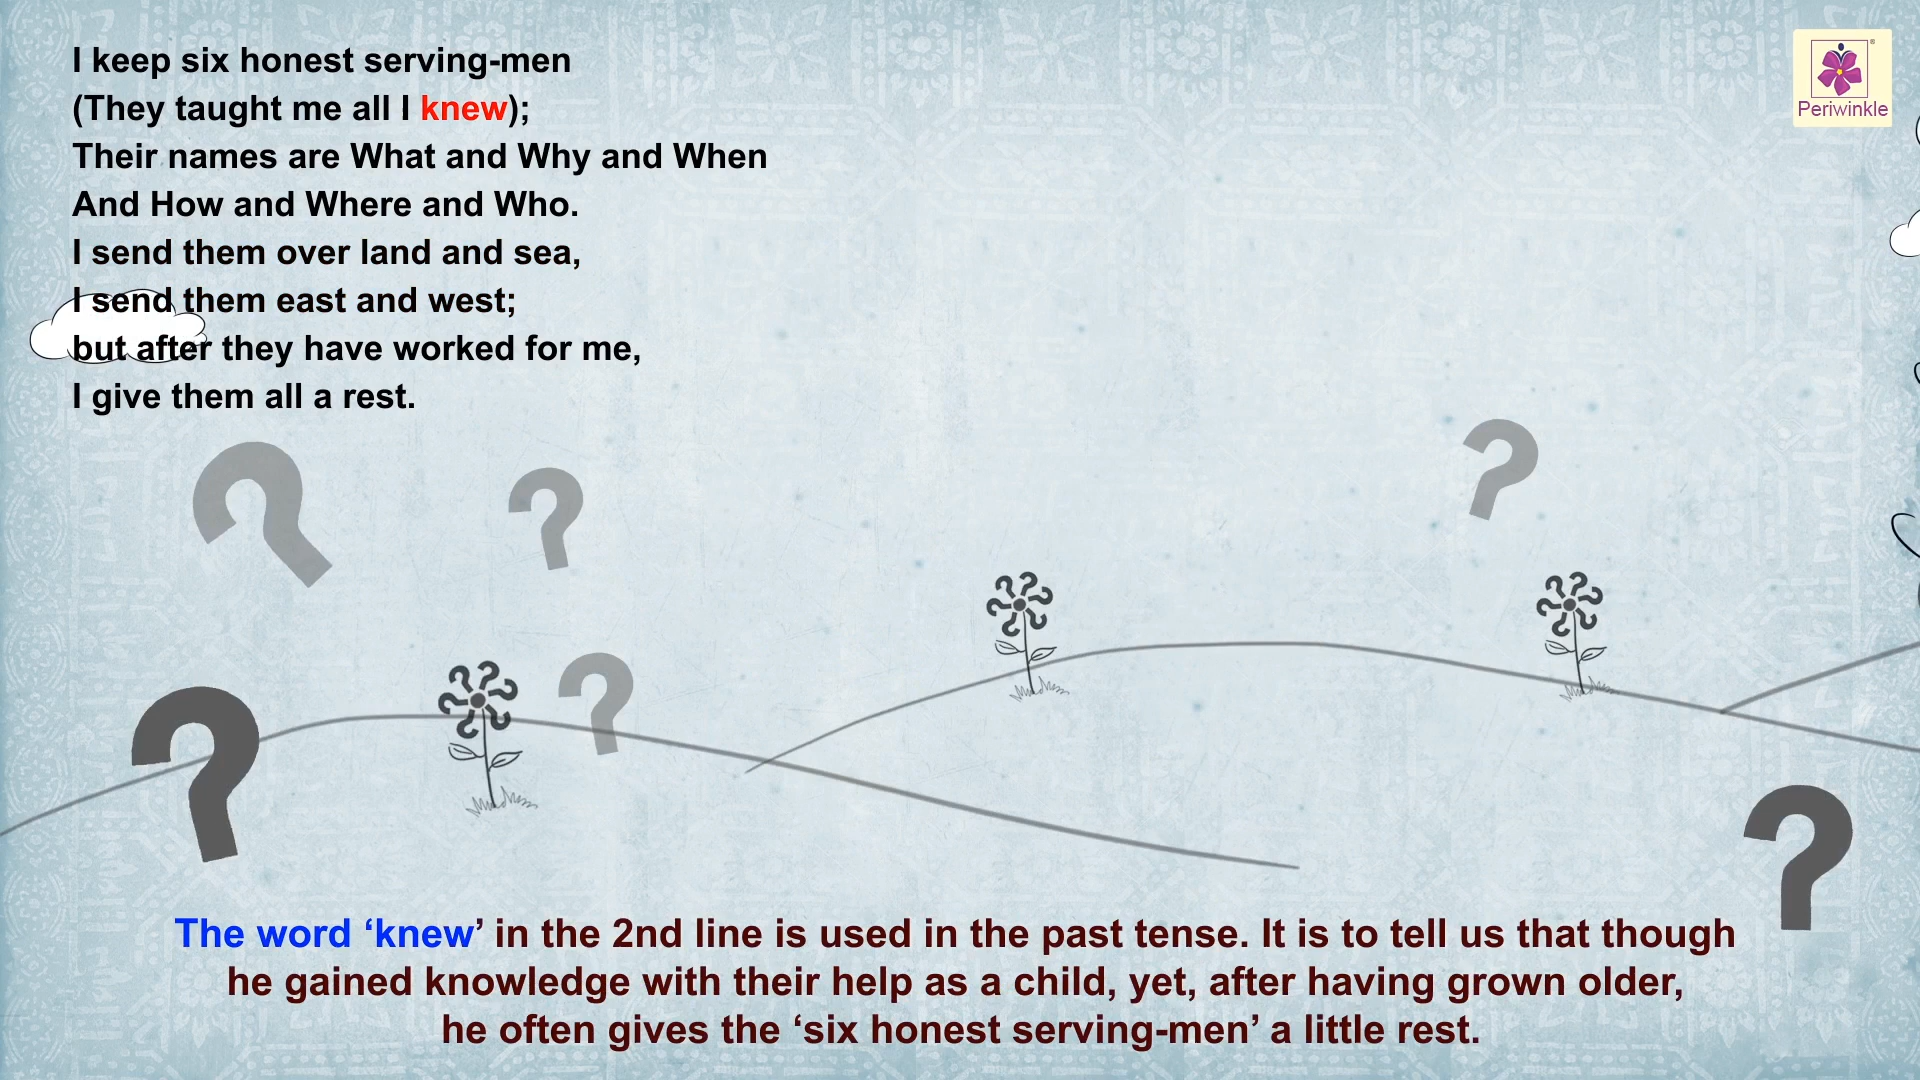 I keep six honest serving-men
(They taught me all I knew);
Their names are What and Why and When
And How and Where and Who.
I send them over land and sea,
I send them east and west;
but after they have worked for me,
I give them all a rest.
Periwinkle
The word ‘knew’ in the 2nd line is used in the past tense. It is to tell us that though
he gained knowledge with their help as a child, yet, after having grown older,
he often gives the ‘six honest serving-men’ a little rest.